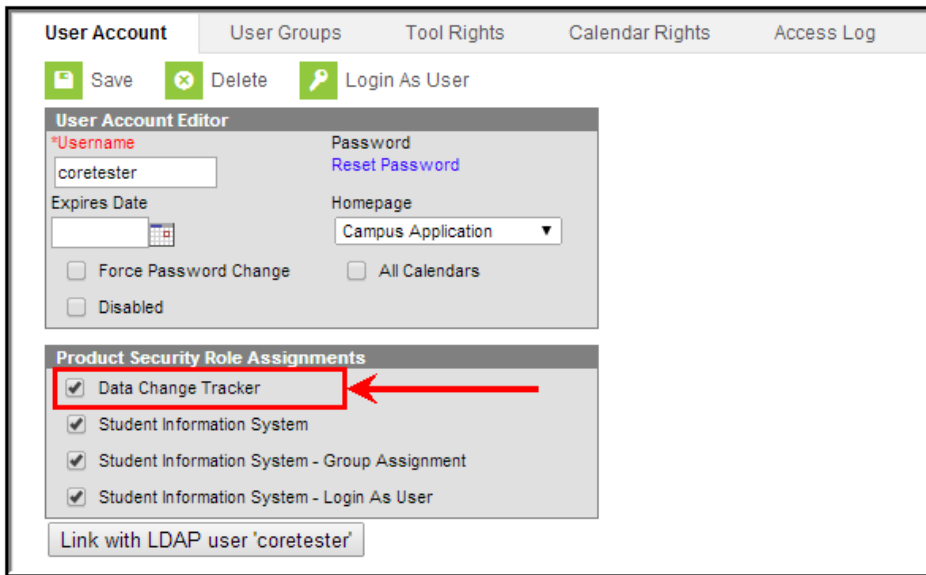 User Account User Groups Tool Rights Calendar Rights Access Log
Save Delete Login As User
User Account Editor
*Username Password
coretester Reset Password
Expires Date Homepage
Campus Application
Force Password Change All Calendars
Disabled
Product Security Role Assignments
Data Change Tracker
Student Information System
Student Information System - Group Assignment
Student Information System - Login As User
Link with LDAP user 'coretester'